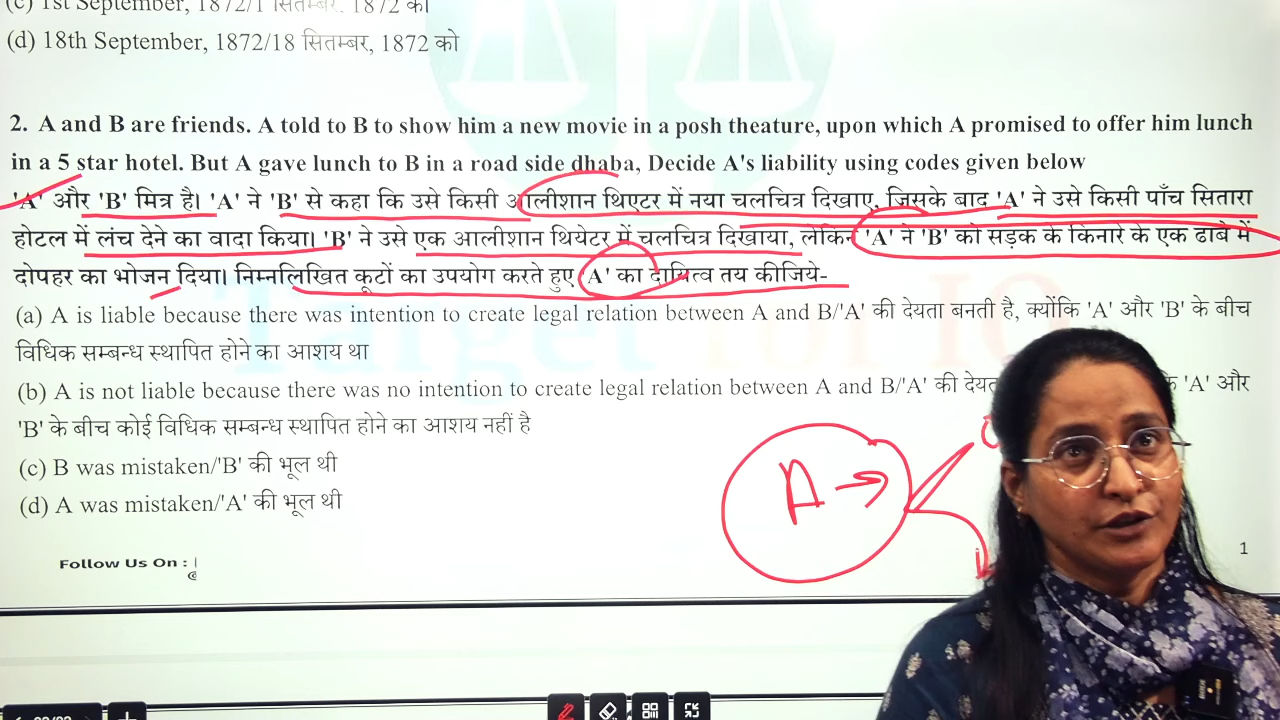 (c) 1st September, 1872/1 सितम्बर, 1872 को
(d) 18th September, 1872/18 सितम्बर, 1872 को
2. A and B are friends. A told to B to show him a new movie in a posh theature, upon which A promised to offer him lunch
in a 5 star hotel. But A gave lunch to B in a road side dhaba, Decide A's liability using codes given below
'A' और 'B' मित्र है। 'A' ने 'B' से कहा कि उसे किसी आलीशान थिएटर में नया चलचित्र दिखाए, जिसके बाद 'A' ने उसे किसी पाँच सितारा
होटल में लंच देने का वादा किया। 'B' ने उसे एक आलीशान थियेटर में चलचित्र दिखाया, लेकिन 'A' ने 'B' को सड़क के किनारे के एक ढाबे में
दोपहर का भोजन दिया। निम्नलिखित कूटों का उपयोग करते हुए 'A' का दायित्व तय कीजिये-
(a) A is liable because there was intention to create legal relation between A and B/'A' की देयता बनती है, क्योंकि 'A' और 'B' के बीच
विधिक सम्बन्ध स्थापित होने का आशय था
(b) A is not liable because there was no intention to create legal relation between A and B/'A' की 'A' और
'B' के बीच कोई विधिक सम्बन्ध स्थापित होने का आशय नहीं है
(c) B was mistaken/'B' की भूल थी
(d) A was mistaken/'A' की भूल थी
A →
Follow Us On :
1